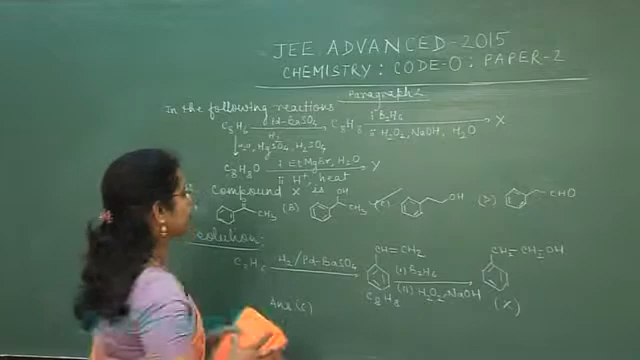 JEE ADVANCED-2015
CHEMISTRY: CODE-0: PAPER-2
Paragraph
In the following reactions
C8H6 Pd-BaSO4 H2 C8H8 i B2H6 ii H2O2, NaOH, H2O X
H2O, HgSO4, H2SO4
C8H8O i EtMgBr, H2O ii H+ heat Y
Compound X is
O CH3 (B) OH CH3 (C) OH (D) CHO
Solution:
C8H6 H2/Pd-BaSO4 CH=CH2 C8H8 (i) B2H6 (ii) H2O2, NaOH CH2-CH2-OH (X)
Ans (c)